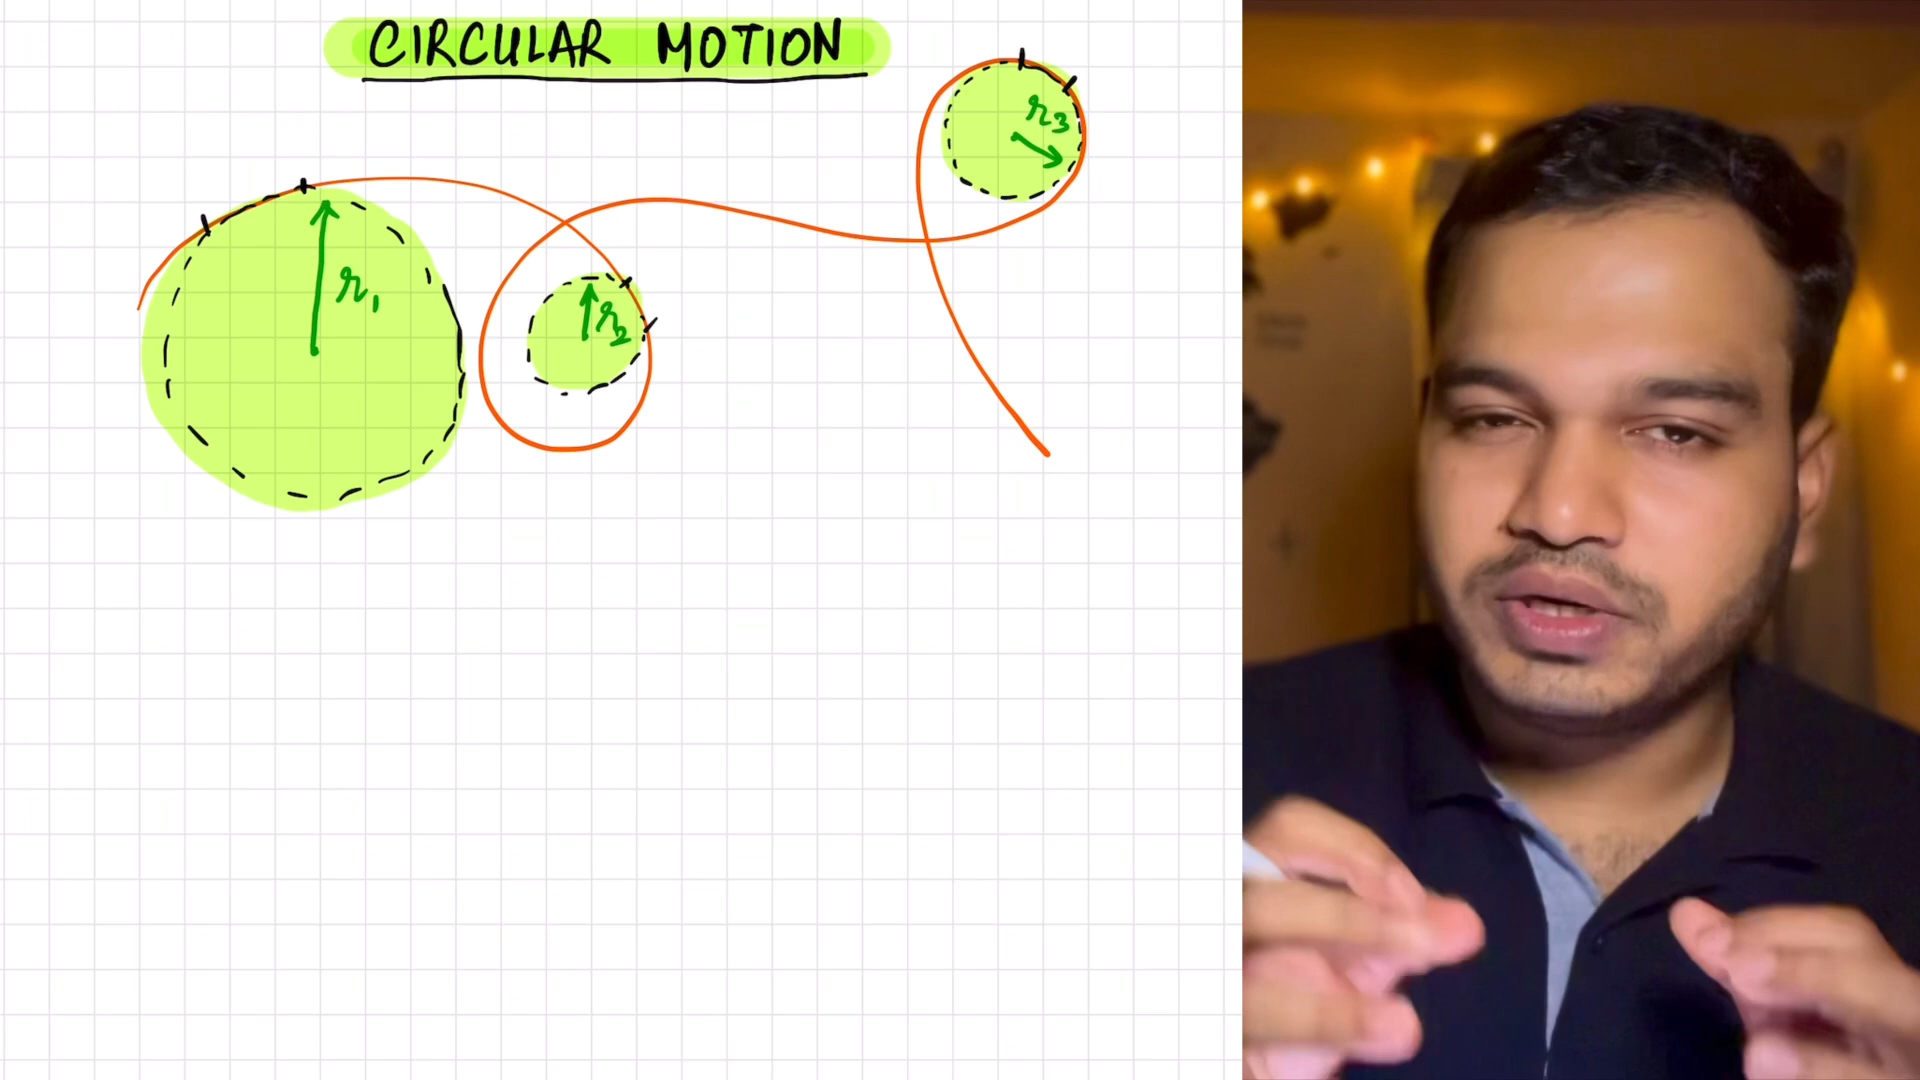 CIRCULAR MOTION
r₃
r₁
r₂